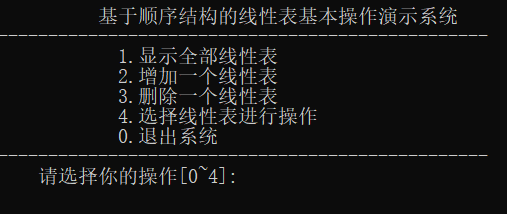 基于顺序结构的线性表基本操作演示系统
1.显示全部线性表
2.增加一个线性表
3.删除一个线性表
4.选择线性表进行操作
0.退出系统
请选择你的操作[0~4]: